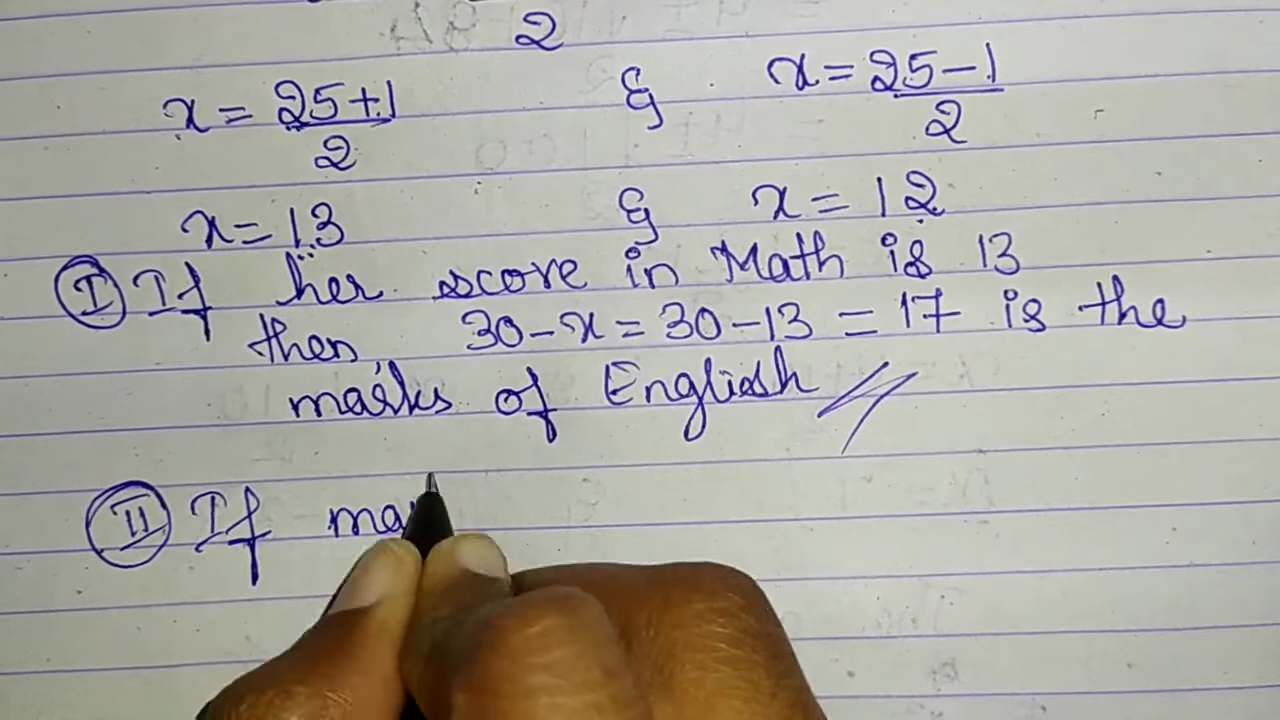 2
x = 25+1/2 & x = 25-1/2
x = 13 & x = 12
I If her score in Math is 13
then 30-x = 30-13 = 17 is the
marks of English //
II If ma